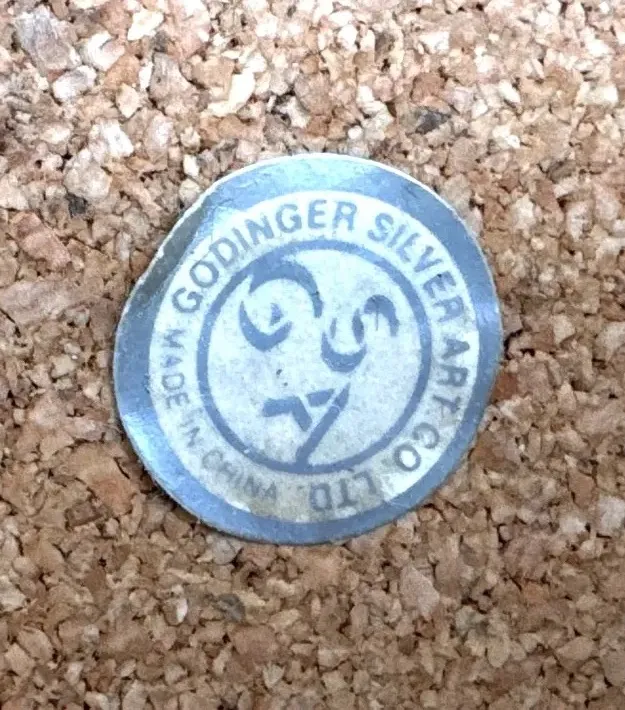 GODINGER SILVER ART CO. LTD.
MADE IN CHINA